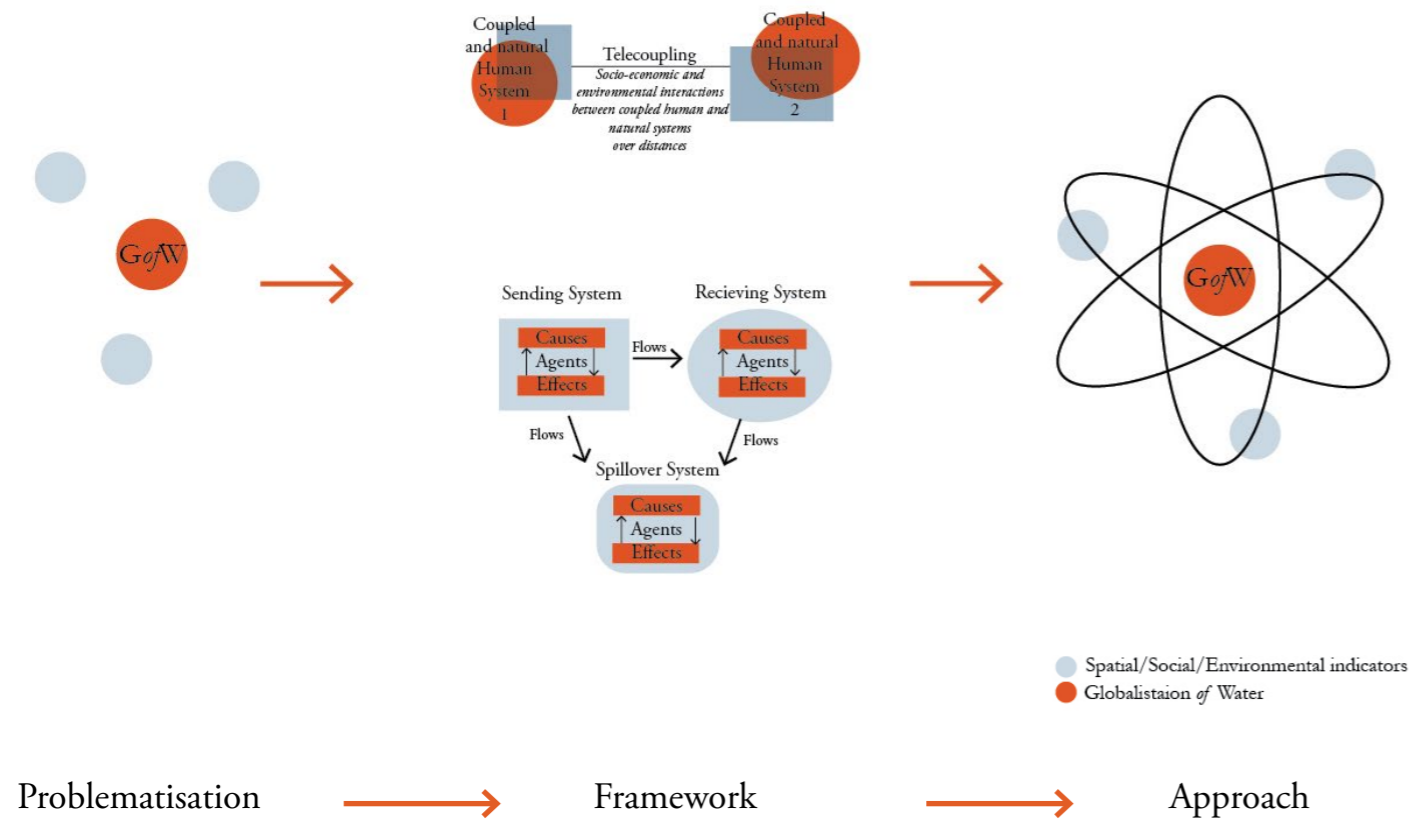 Coupled
and natural
Human
System
1
Telecoupling
Socio-economic and
environmental interactions
between coupled human and
natural systems
over distances
Coupled
and natural
Human
System
2
GofW
Sending System
Causes
Agents
Effects
Flows
Recieving System
Causes
Agents
Effects
Flows
Flows
Spillover System
Causes
Agents
Effects
GofW
Spatial/Social/Environmental indicators
Globalistaion of Water
Problematisation
Framework
Approach